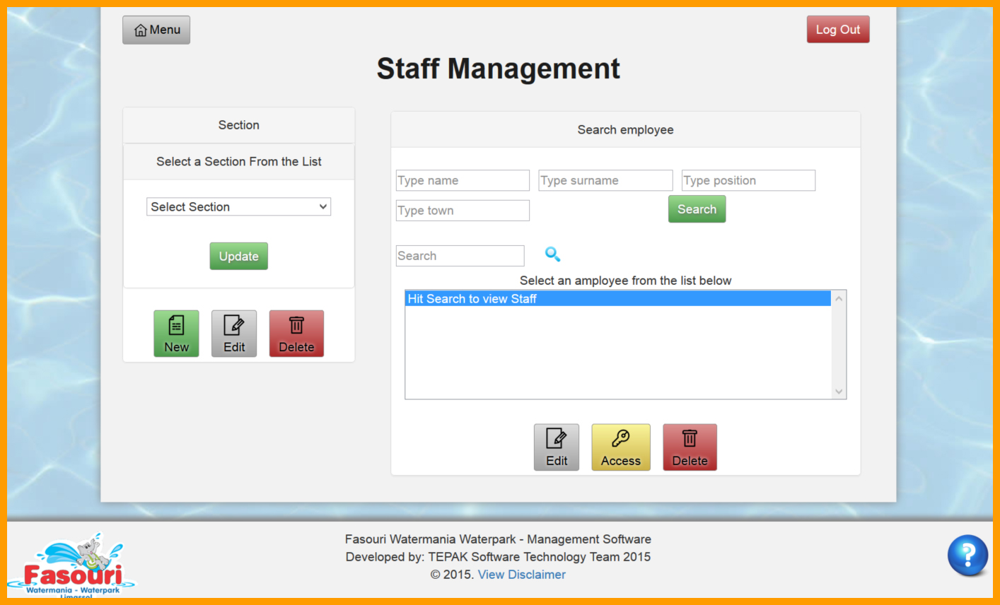 Menu
Log Out
Staff Management
Section
Select a Section From the List
Select Section
Update
New
Edit
Delete
Search employee
Type name
Type surname
Type position
Type town
Search
Search
Select an amployee from the list below
Hit Search to view Staff
Edit
Access
Delete
Fasouri Watermania Waterpark - Management Software
Developed by: TEPAK Software Technology Team 2015
© 2015. View Disclaimer
Fasouri
Watermania - Waterpark
Limassol
?